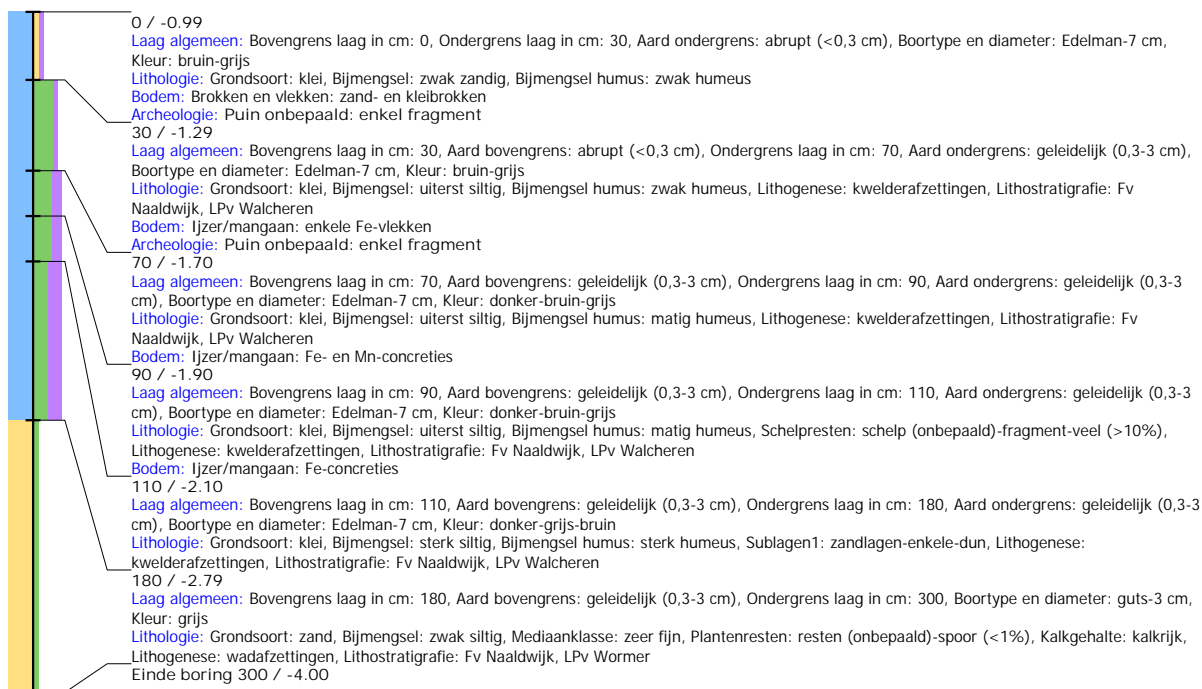 0 / -0.99
Laag algemeen: Bovengrens laag in cm: 0, Ondergrens laag in cm: 30, Aard ondergrens: abrupt (<0,3 cm), Boortype en diameter: Edelman-7 cm,
Kleur: bruin-grijs
Lithologie: Grondsoort: klei, Bijmengsel: zwak zandig, Bijmengsel humus: zwak humeus
Bodem: Brokken en vlekken: zand- en kleibrokken
Archeologie: Puin onbepaald: enkel fragment
30 / -1.29
Laag algemeen: Bovengrens laag in cm: 30, Aard bovengrens: abrupt (<0,3 cm), Ondergrens laag in cm: 70, Aard ondergrens: geleidelijk (0,3-3 cm),
Boortype en diameter: Edelman-7 cm, Kleur: bruin-grijs
Lithologie: Grondsoort: klei, Bijmengsel: uiterst siltig, Bijmengsel humus: zwak humeus, Lithogenese: kwelderafzettingen, Lithostratigrafie: Fv
Naaldwijk, LPv Walcheren
Bodem: Ijzer/mangaan: enkele Fe-vlekken
Archeologie: Puin onbepaald: enkel fragment
70 / -1.70
Laag algemeen: Bovengrens laag in cm: 70, Aard bovengrens: geleidelijk (0,3-3 cm), Ondergrens laag in cm: 90, Aard ondergrens: geleidelijk (0,3-3
cm), Boortype en diameter: Edelman-7 cm, Kleur: donker-bruin-grijs
Lithologie: Grondsoort: klei, Bijmengsel: uiterst siltig, Bijmengsel humus: matig humeus, Lithogenese: kwelderafzettingen, Lithostratigrafie: Fv
Naaldwijk, LPv Walcheren
Bodem: Ijzer/mangaan: Fe- en Mn-concreties
90 / -1.90
Laag algemeen: Bovengrens laag in cm: 90, Aard bovengrens: geleidelijk (0,3-3 cm), Ondergrens laag in cm: 110, Aard ondergrens: geleidelijk (0,3-3
cm), Boortype en diameter: Edelman-7 cm, Kleur: donker-bruin-grijs
Lithologie: Grondsoort: klei, Bijmengsel: uiterst siltig, Bijmengsel humus: matig humeus, Schelpresten: schelp (onbepaald)-fragment-veel (>10%),
Lithogenese: kwelderafzettingen, Lithostratigrafie: Fv Naaldwijk, LPv Walcheren
Bodem: Ijzer/mangaan: Fe-concreties
110 / -2.10
Laag algemeen: Bovengrens laag in cm: 110, Aard bovengrens: geleidelijk (0,3-3 cm), Ondergrens laag in cm: 180, Aard ondergrens: geleidelijk (0,3-3
cm), Boortype en diameter: Edelman-7 cm, Kleur: donker-grijs-bruin
Lithologie: Grondsoort: klei, Bijmengsel: sterk siltig, Bijmengsel humus: sterk humeus, Sublagen1: zandlagen-enkele-dun, Lithogenese:
kwelderafzettingen, Lithostratigrafie: Fv Naaldwijk, LPv Walcheren
180 / -2.79
Laag algemeen: Bovengrens laag in cm: 180, Aard bovengrens: geleidelijk (0,3-3 cm), Ondergrens laag in cm: 300, Boortype en diameter: guts-3 cm,
Kleur: grijs
Lithologie: Grondsoort: zand, Bijmengsel: zwak siltig, Mediaanklasse: zeer fijn, Plantenresten: resten (onbepaald)-spoor (<1%), Kalkgehalte: kalkrijk,
Lithogenese: wadafzettingen, Lithostratigrafie: Fv Naaldwijk, LPv Wormer
Einde boring 300 / -4.00